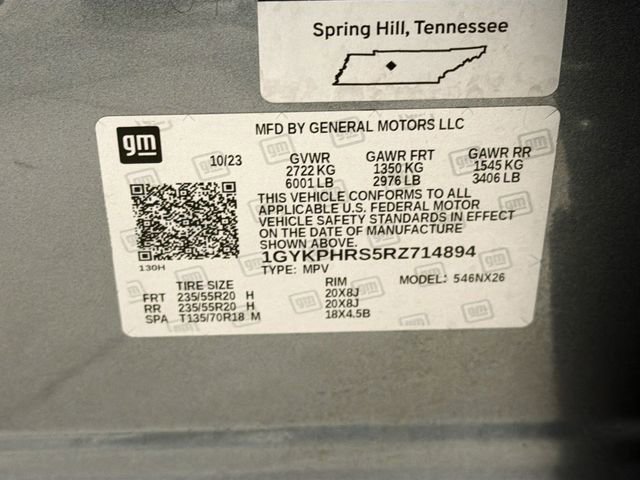 Spring Hill, Tennessee
gm
MFD BY GENERAL MOTORS LLC
10/23 GVWR GAWR FRT GAWR RR
2722 KG 1350 KG 1545 KG
6001 LB 2976 LB 3406 LB
THIS VEHICLE CONFORMS TO ALL
APPLICABLE U.S. FEDERAL MOTOR
VEHICLE SAFETY STANDARDS IN EFFECT
ON THE DATE OF MANUFACTURE
SHOWN ABOVE.
1GYKPHRS5RZ714894
130H
TYPE: MPV MODEL: 546NX26
TIRE SIZE RIM
FRT 235/55R20 H 20X8J
RR 235/55R20 H 20X8J
SPA T135/70R18 M 18X4.5B